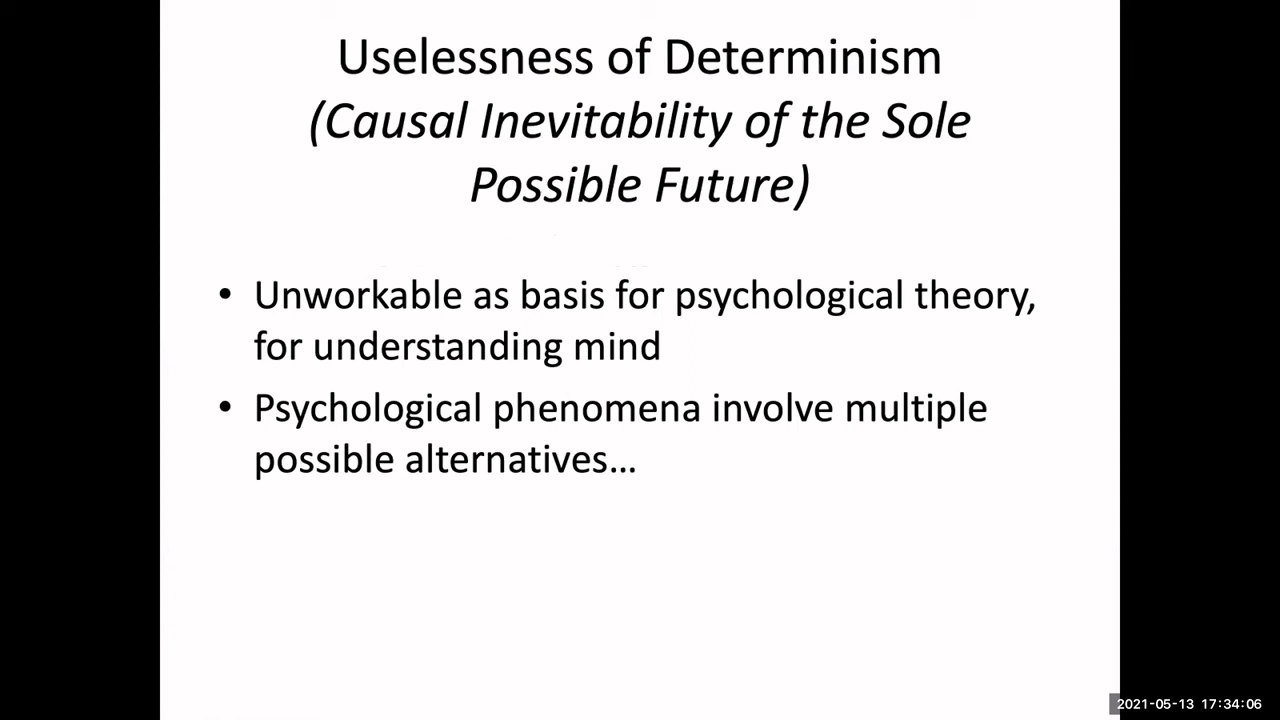 Uselessness of Determinism
(Causal Inevitability of the Sole
Possible Future)
• Unworkable as basis for psychological theory,
for understanding mind
• Psychological phenomena involve multiple
possible alternatives…
2021-05-13 17:34:06